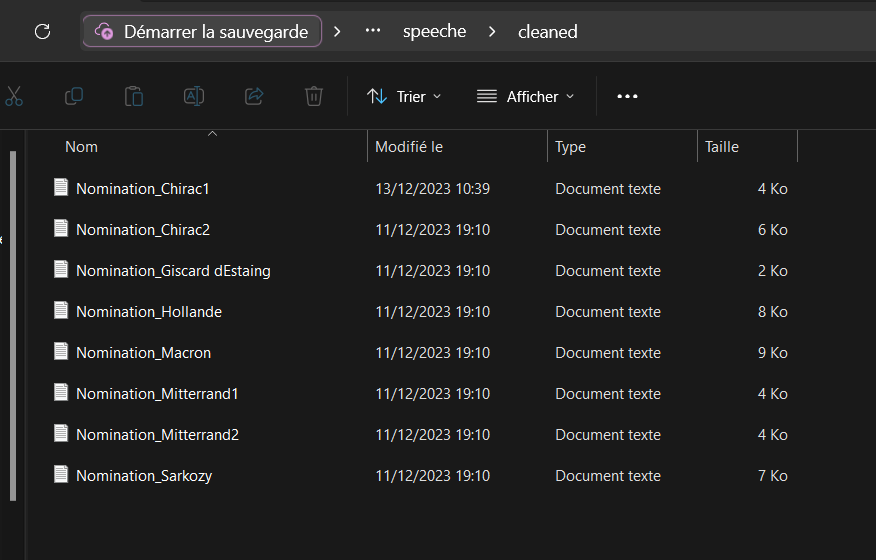 Démarrer la sauvegarde > ... speeche > cleaned
Trier Afficher ...
Nom Modifié le Type Taille
Nomination_Chirac1 13/12/2023 10:39 Document texte 4 Ko
Nomination_Chirac2 11/12/2023 19:10 Document texte 6 Ko
Nomination_Giscard dEstaing 11/12/2023 19:10 Document texte 2 Ko
Nomination_Hollande 11/12/2023 19:10 Document texte 8 Ko
Nomination_Macron 11/12/2023 19:10 Document texte 9 Ko
Nomination_Mitterrand1 11/12/2023 19:10 Document texte 4 Ko
Nomination_Mitterrand2 11/12/2023 19:10 Document texte 4 Ko
Nomination_Sarkozy 11/12/2023 19:10 Document texte 7 Ko